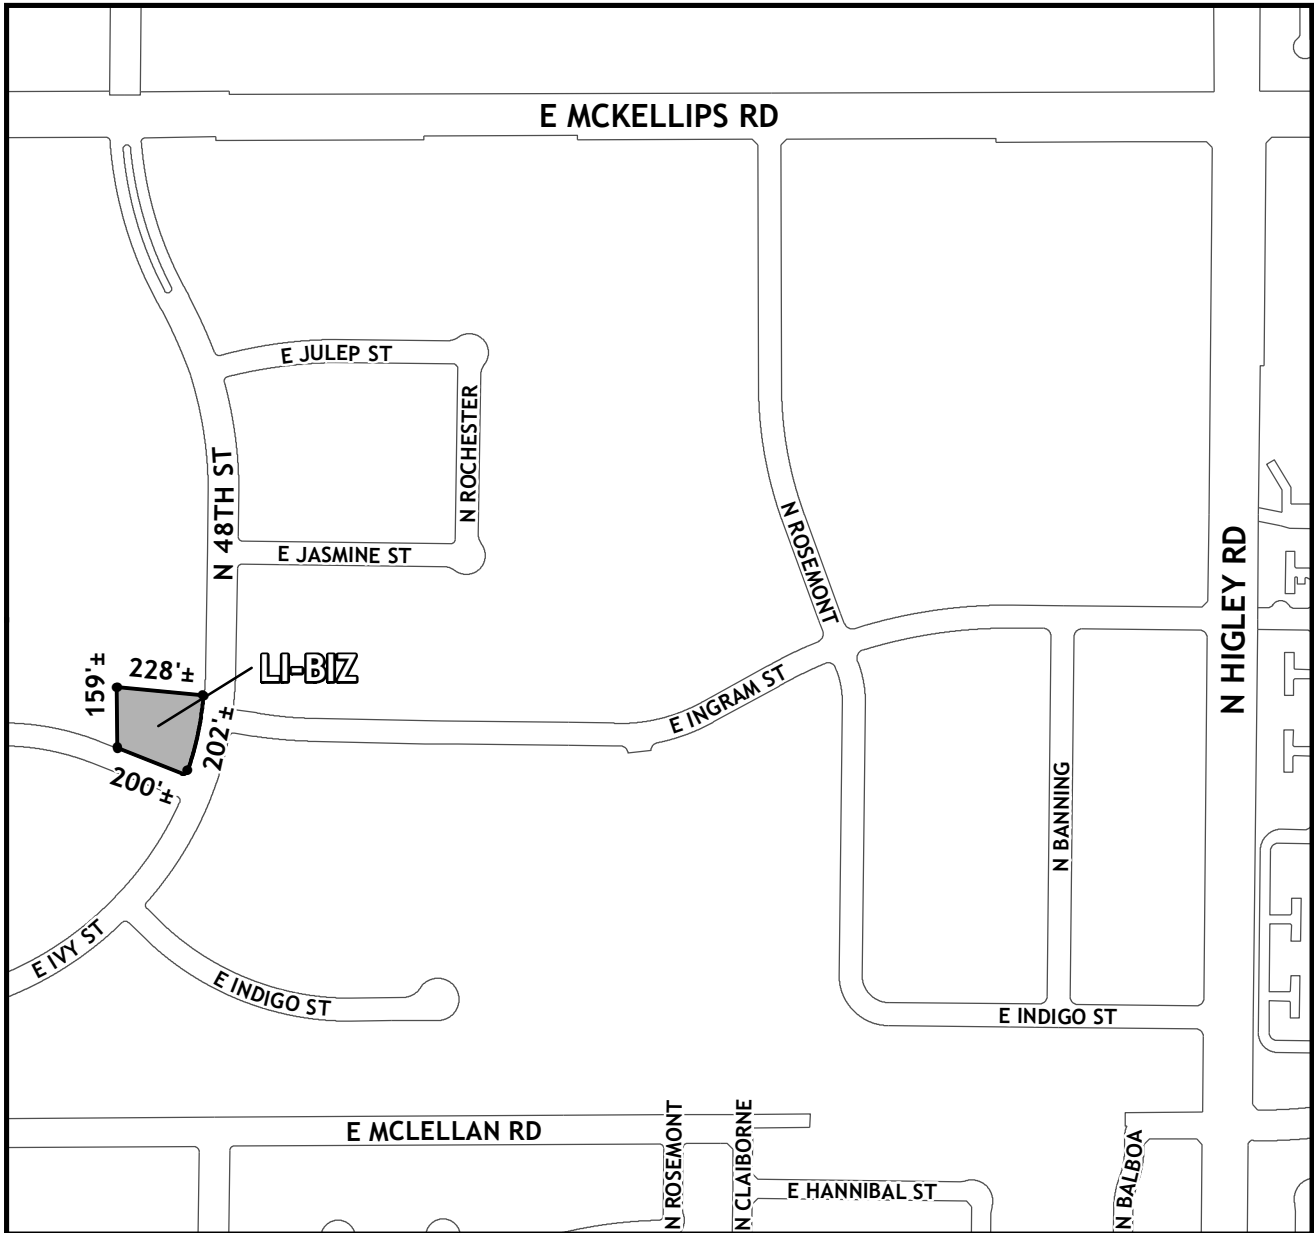 E MCKELLIPS RD
E JULEP ST
N ROCHESTER
N 48TH ST
E JASMINE ST
N ROSEMONT
N HIGLEY RD
159'±
228'±
LI-BIZ
202'±
200'±
E INGRAM ST
N BANNING
E IVY ST
E INDIGO ST
E INDIGO ST
E MCLELLAN RD
N ROSEMONT
N CLAIBORNE
E HANNIBAL ST
N BALBOA